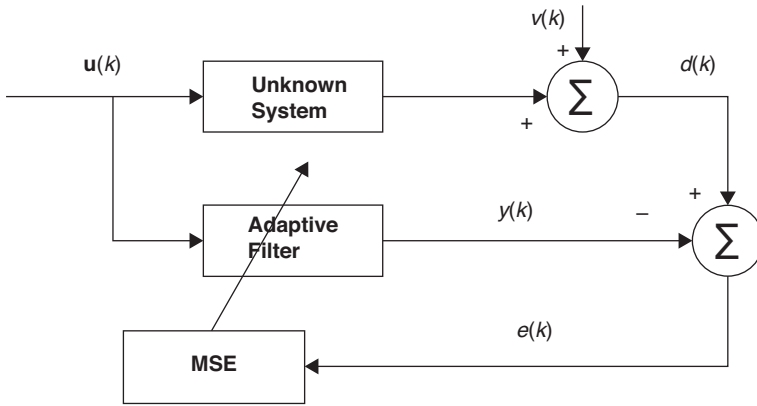 v(k)
u(k)
+
d(k)
Unknown
System
Σ
+
+
Adaptive
Filter
y(k)
–
Σ
e(k)
MSE